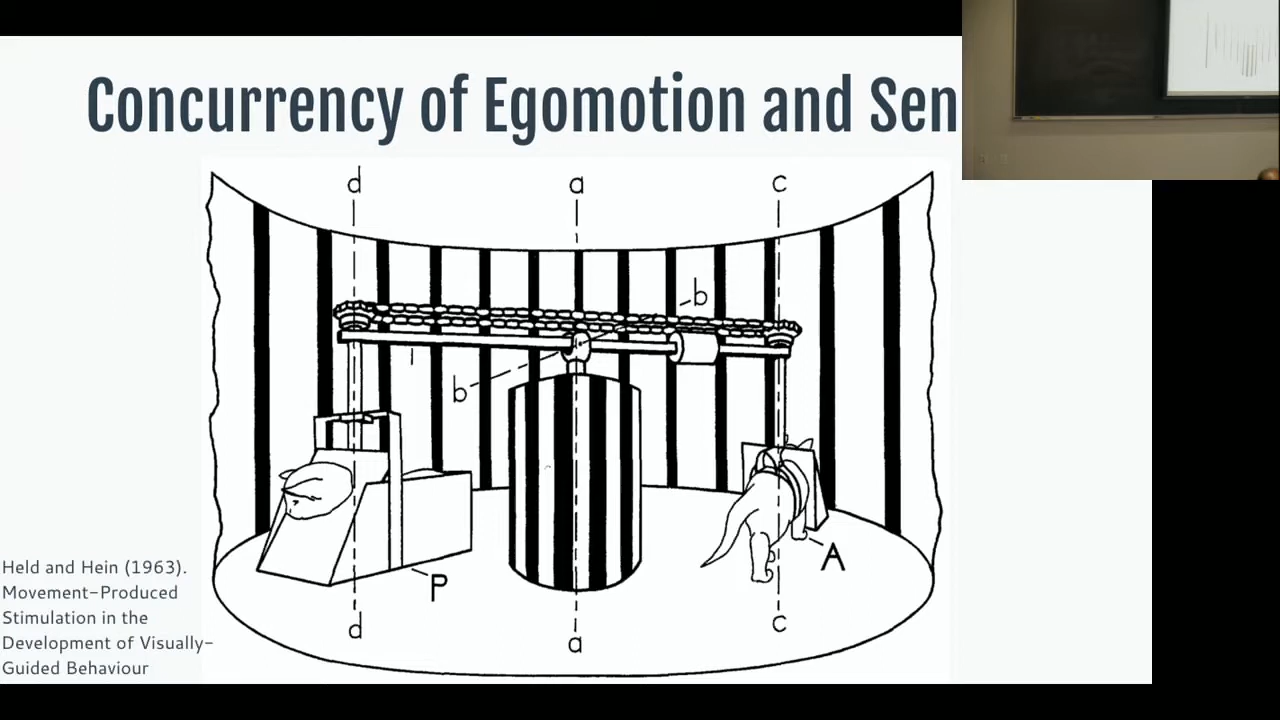 Concurrency of Egomotion and Sen
d
a
c
b
b
A
P
d
a
c
Held and Hein (1963).
Movement-Produced
Stimulation in the
Development of Visually-
Guided Behaviour